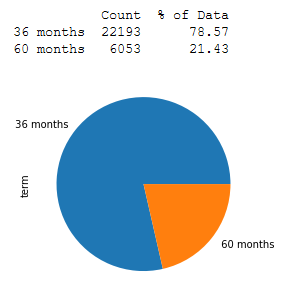 Count % of Data
36 months 22193 78.57
60 months 6053 21.43
36 months
term
60 months